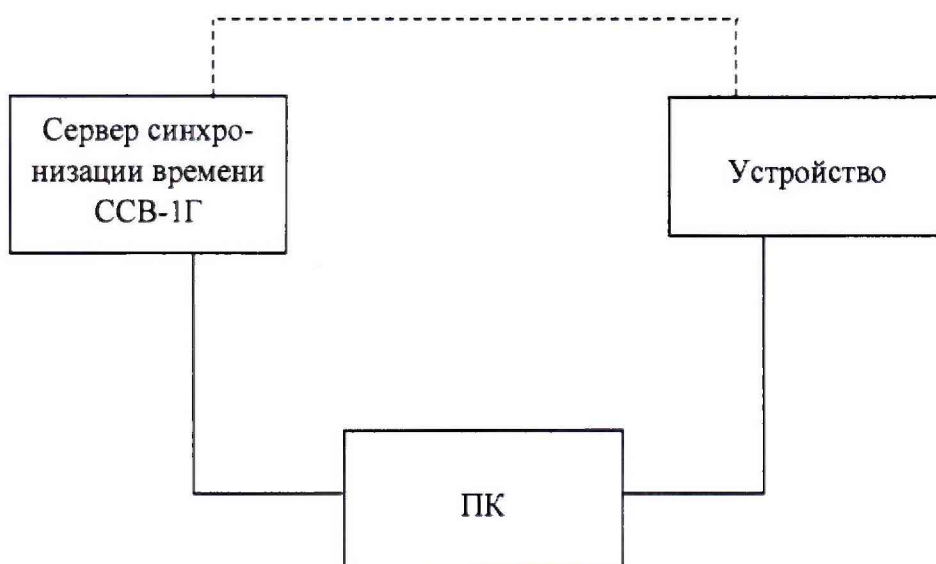 Сервер синхро-
низации времени
ССВ-1Г
Устройство
ПК